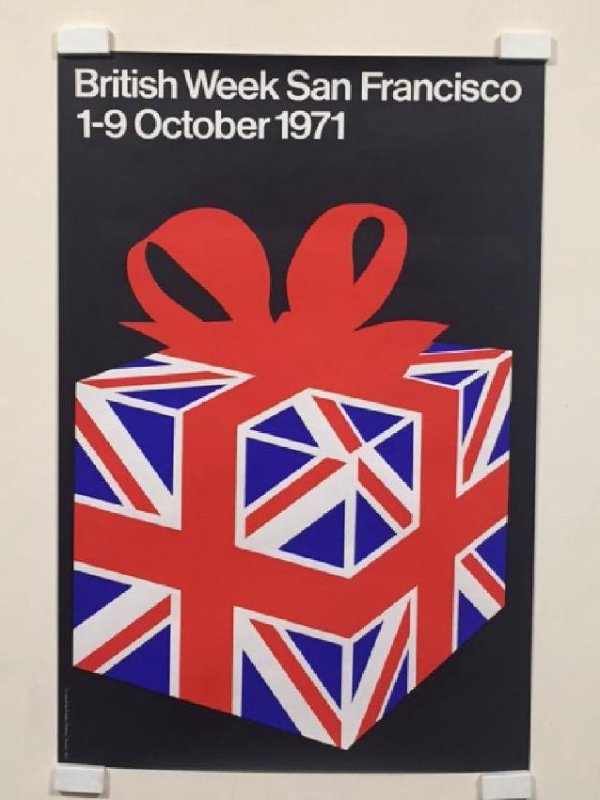 British Week San Francisco
1-9 October 1971